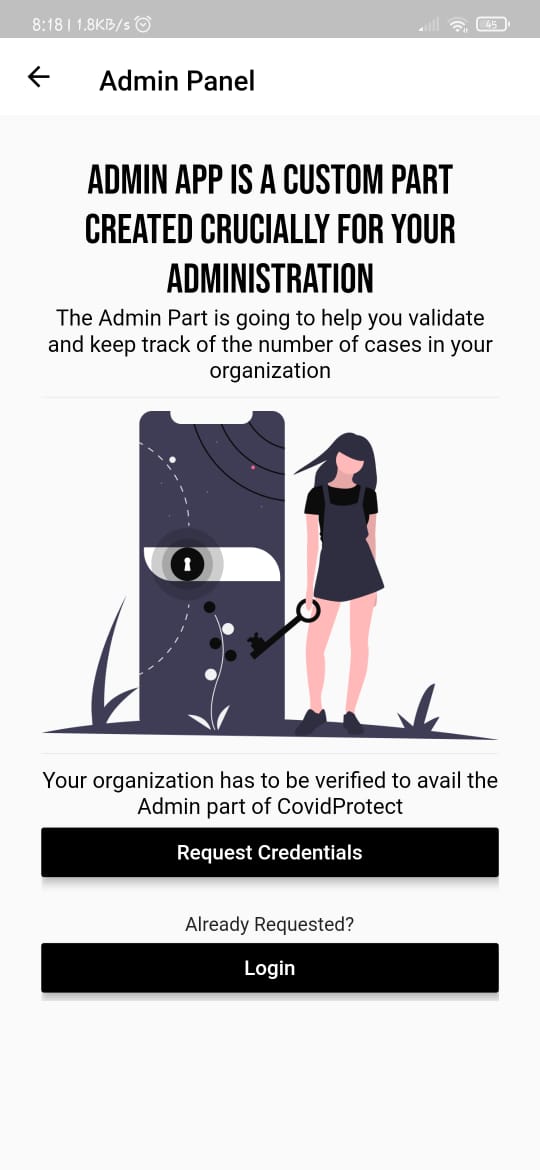 8:18 | 1.8KB/s
45
Admin Panel
ADMIN APP IS A CUSTOM PART
CREATED CRUCIALLY FOR YOUR
ADMINISTRATION
The Admin Part is going to help you validate
and keep track of the number of cases in your
organization
Your organization has to be verified to avail the
Admin part of CovidProtect
Request Credentials
Already Requested?
Login